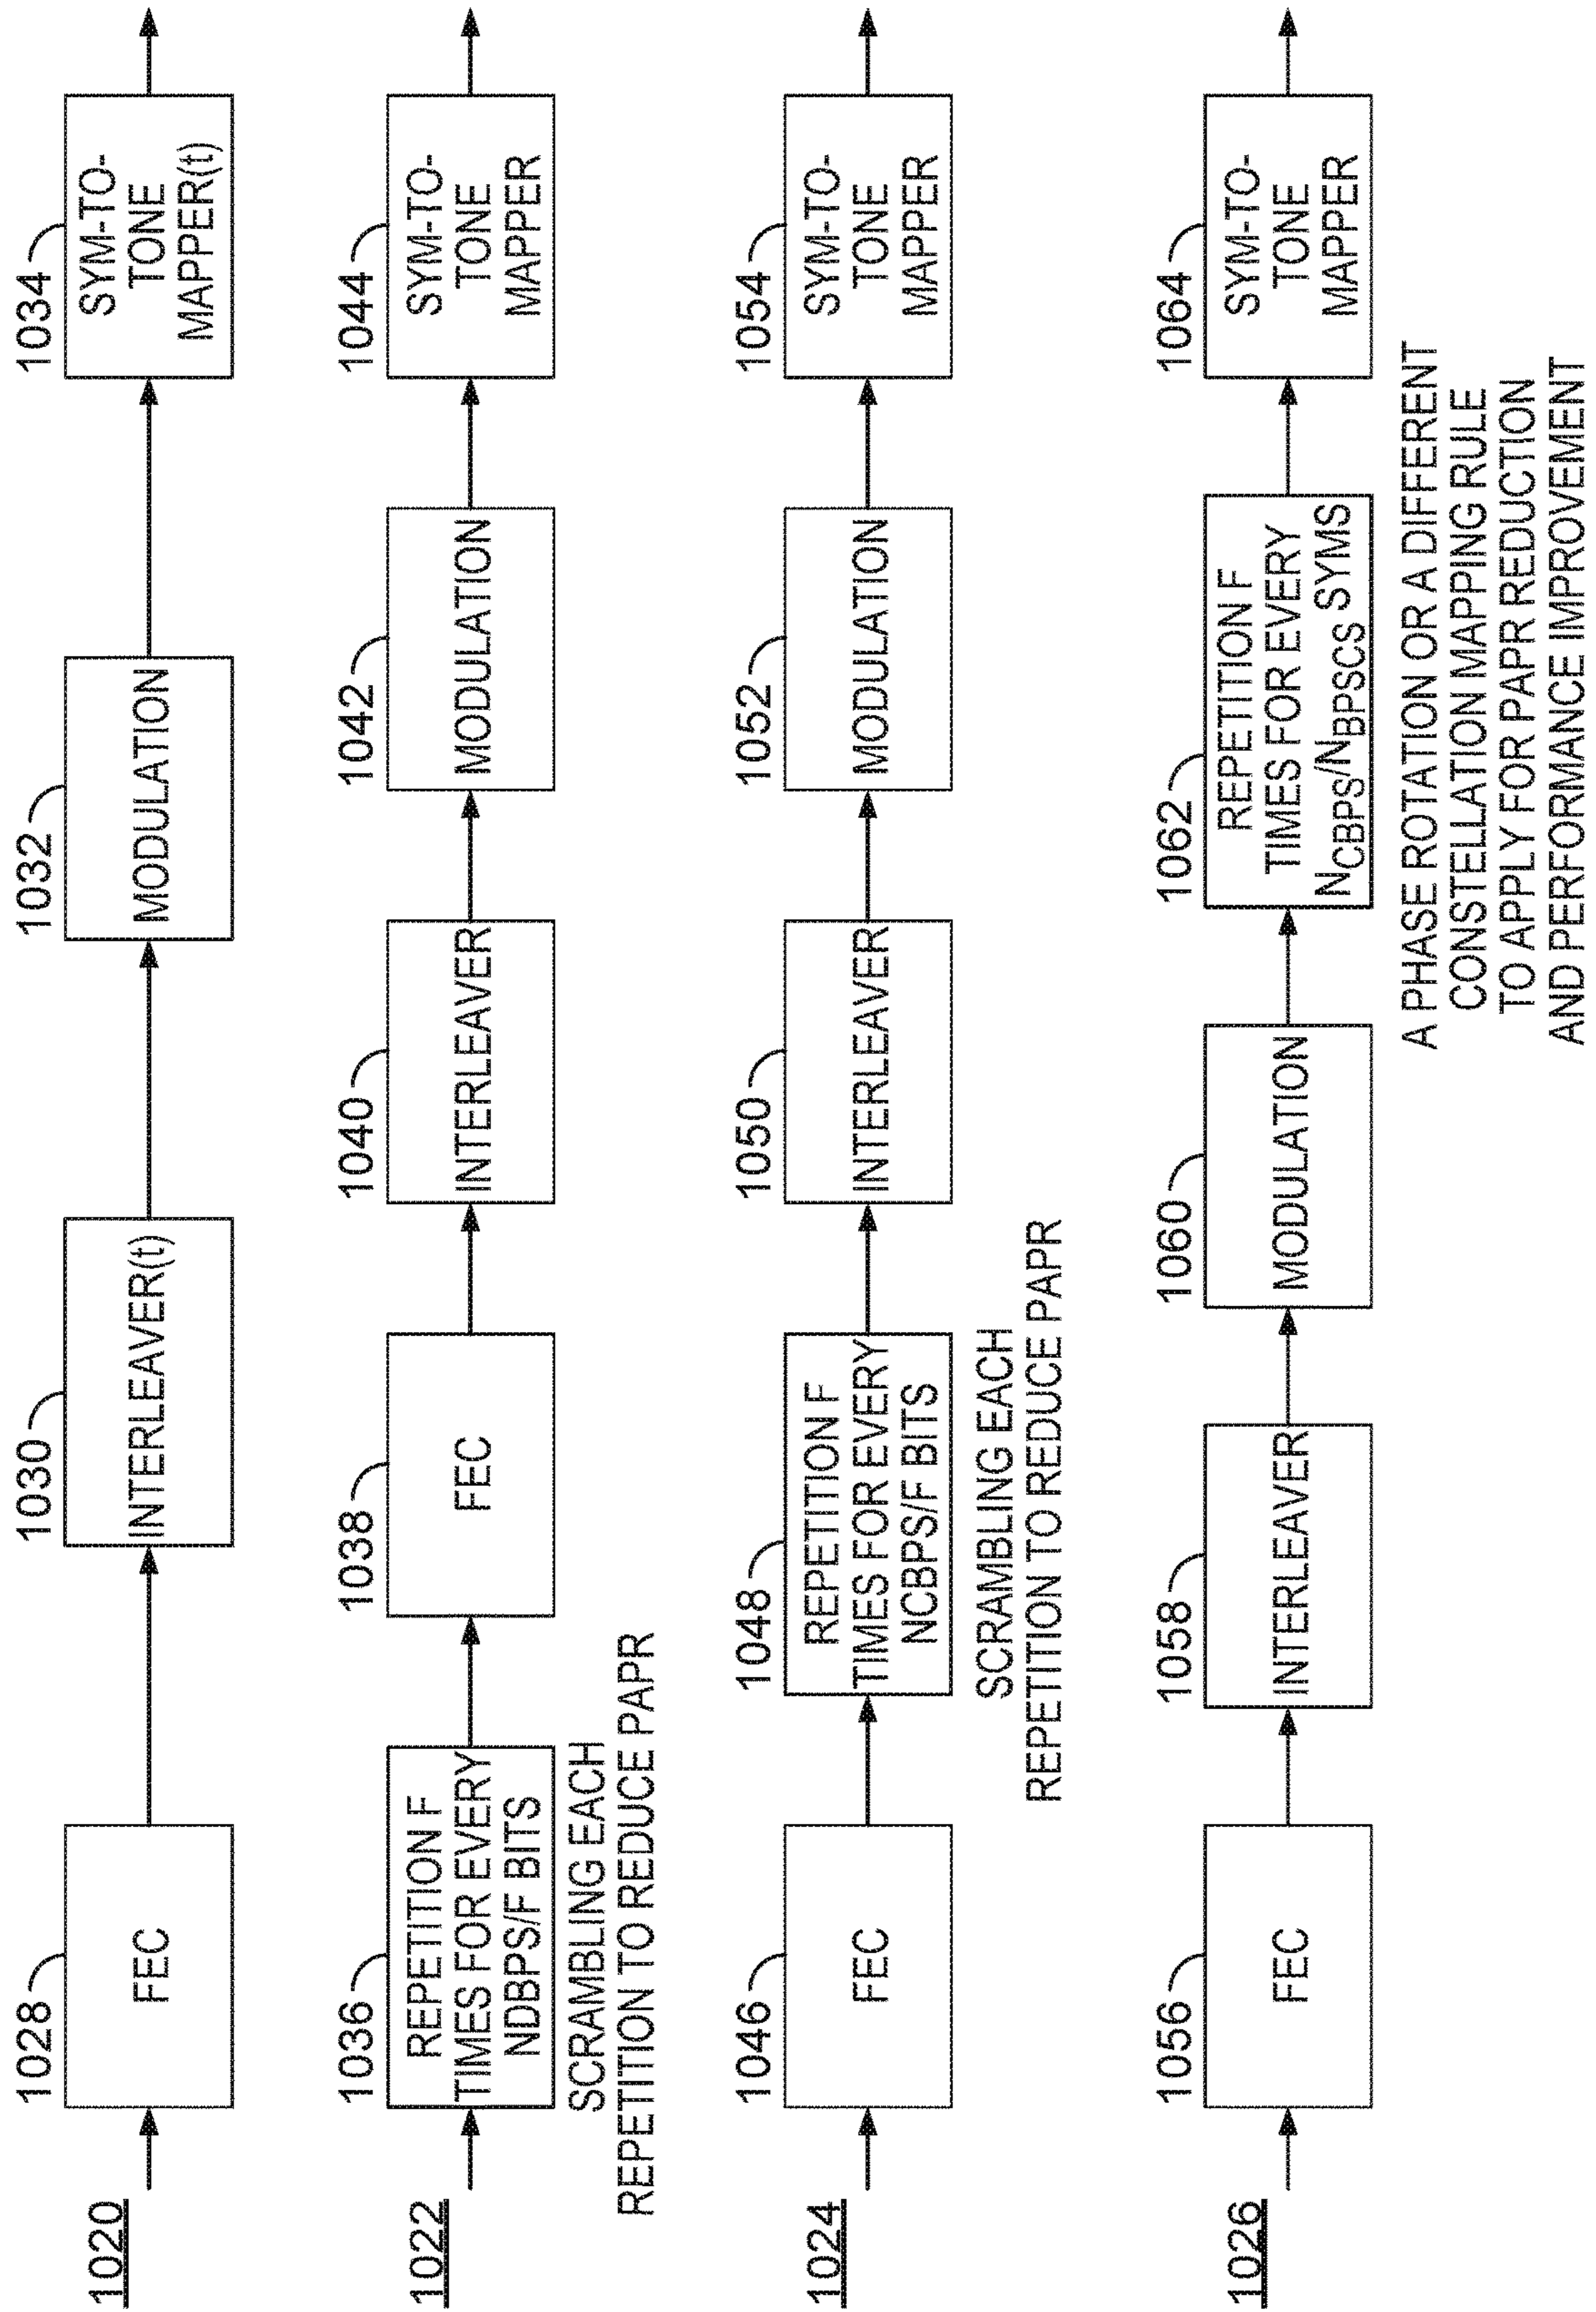 1020
1028
FEC
1030
INTERLEAVER(t)
1032
MODULATION
1034
SYM-TO-
TONE
MAPPER(t)
1022
1036
REPETITION F
TIMES FOR EVERY
NDBPS/F BITS
SCRAMBLING EACH
REPETITION TO REDUCE PAPR
1038
FEC
1040
INTERLEAVER
1042
MODULATION
1044
SYM-TO-
TONE
MAPPER
1024
1046
FEC
1048
REPETITION F
TIMES FOR EVERY
NCBPS/F BITS
SCRAMBLING EACH
REPETITION TO REDUCE PAPR
1050
INTERLEAVER
1052
MODULATION
1054
SYM-TO-
TONE
MAPPER
1026
1056
FEC
1058
INTERLEAVER
1060
MODULATION
1062
REPETITION F
TIMES FOR EVERY
NCBPS/NBPSCS SYMS
A PHASE ROTATION OR A DIFFERENT
CONSTELLATION MAPPING RULE
TO APPLY FOR PAPR REDUCTION
AND PERFORMANCE IMPROVEMENT
1064
SYM-TO-
TONE
MAPPER